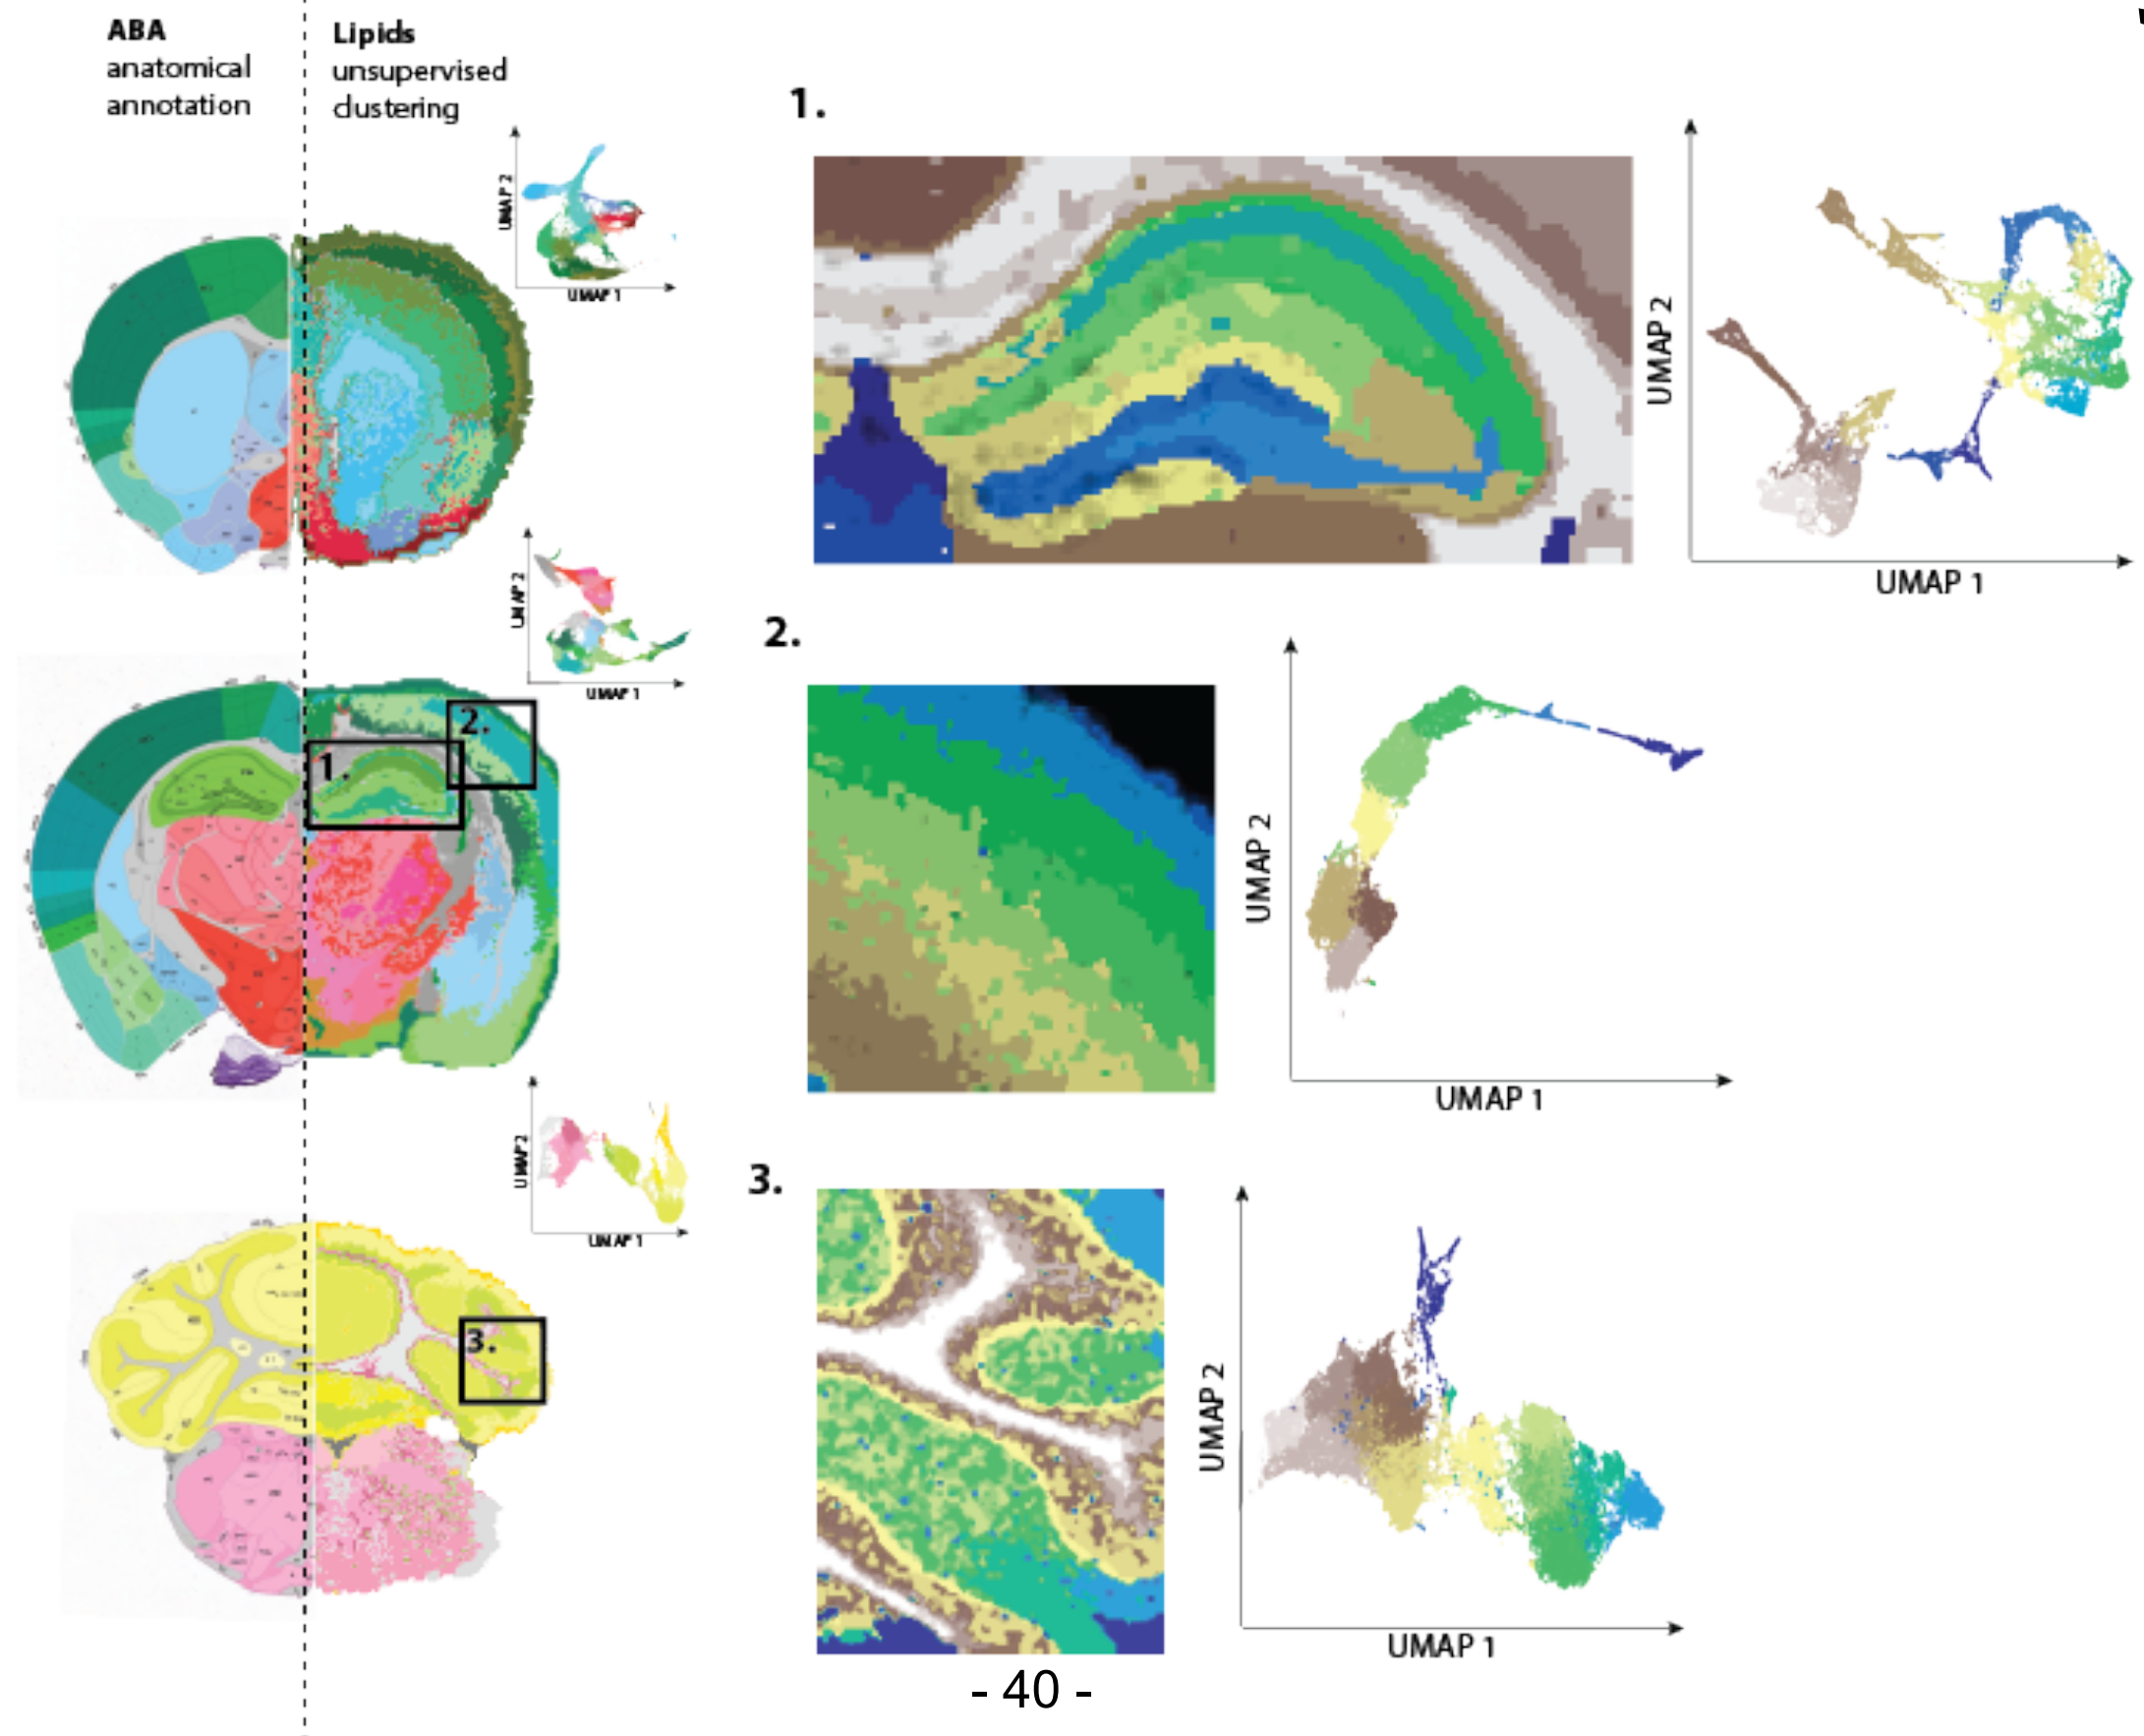 ABA
anatomical
annotation
Lipids
unsupervised
clustering
UMAP 2
UMAP 1
1.
UMAP 2
UMAP 1
UMAP 2
UMAP 1
2.
1.
2.
UMAP 2
UMAP 1
UMAP 2
UMAP 1
3.
3.
UMAP 2
UMAP 1
- 40 -